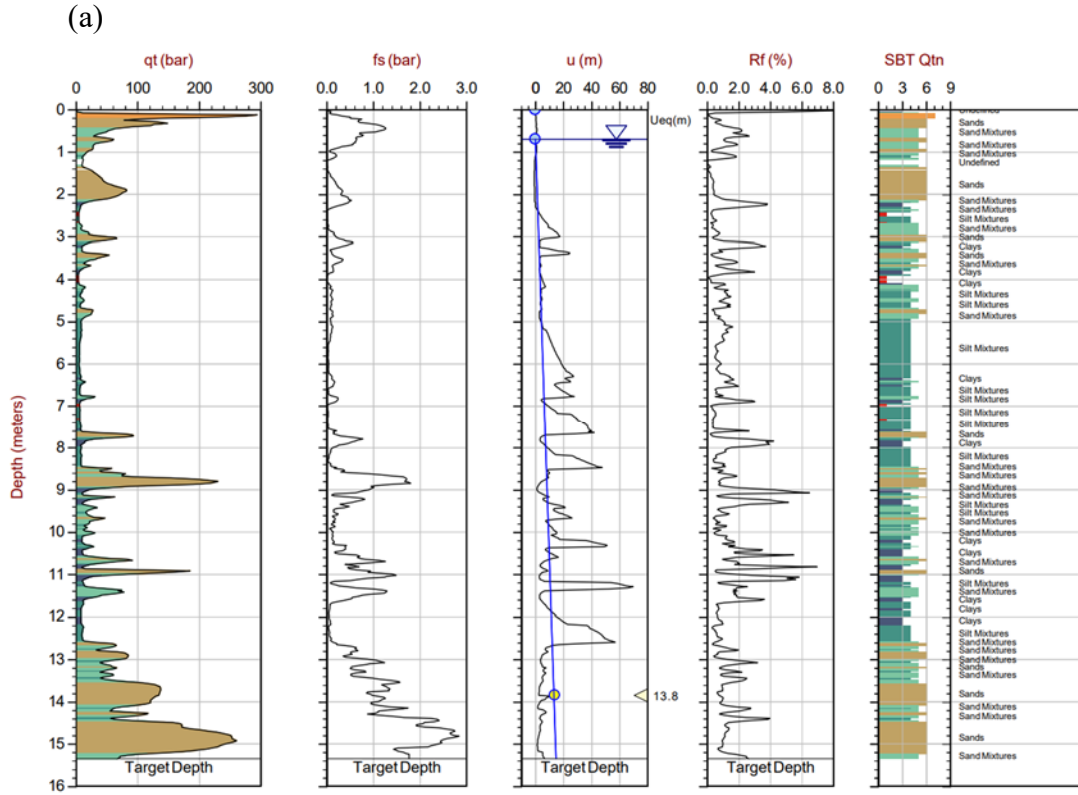 (a)
qt (bar)
fs (bar)
u (m)
Rf (%)
SBT Qtn
0 100 200 300
0.0 1.0 2.0 3.0
0 20 40 60 80
0.0 2.0 4.0 6.0 8.0
0 3 6 9
Ueq(m)
Depth (meters)
0
1
2
3
4
5
6
7
8
9
10
11
12
13
14
15
16
13.8
Target Depth
Target Depth
Target Depth
Target Depth
Undefined
Sands
Sand Mixtures
Sand Mixtures
Undefined
Sands
Sand Mixtures
Sand Mixtures
Silt Mixtures
Sand Mixtures
Sands
Clays
Sands
Sand Mixtures
Clays
Clays
Silt Mixtures
Silt Mixtures
Sand Mixtures
Silt Mixtures
Clays
Silt Mixtures
Clays
Silt Mixtures
Silt Mixtures
Sands
Clays
Silt Mixtures
Sand Mixtures
Sand Mixtures
Sand Mixtures
Sand Mixtures
Silt Mixtures
Silt Mixtures
Sand Mixtures
Sand Mixtures
Clays
Clays
Sand Mixtures
Sands
Silt Mixtures
Sand Mixtures
Clays
Clays
Clays
Silt Mixtures
Sand Mixtures
Sand Mixtures
Sand Mixtures
Sands
Sand Mixtures
Sands
Sand Mixtures
Sand Mixtures
Sands
Sand Mixtures